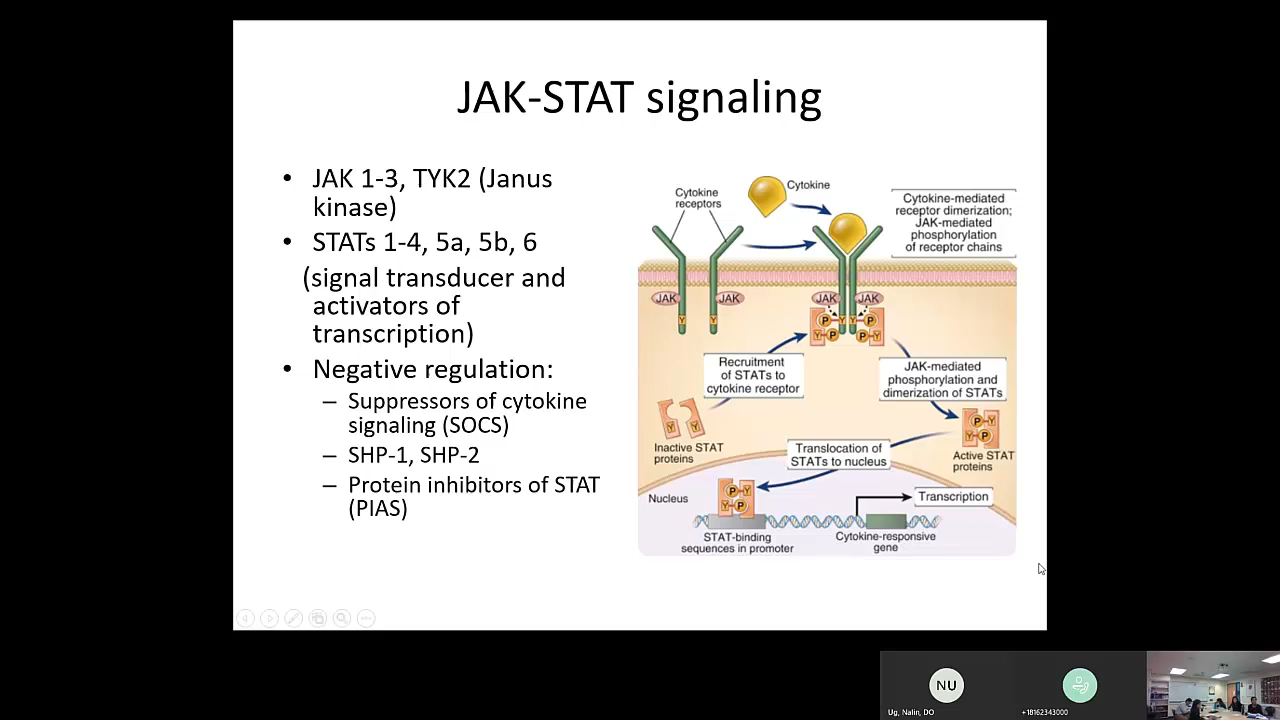 JAK-STAT signaling
• JAK 1-3, TYK2 (Janus
kinase)
• STATs 1-4, 5a, 5b, 6
(signal transducer and
activators of
transcription)
• Negative regulation:
– Suppressors of cytokine
signaling (SOCS)
– SHP-1, SHP-2
– Protein inhibitors of STAT
(PIAS)
Cytokine
receptors
Cytokine
Cytokine-mediated
receptor dimerization;
JAK-mediated
phosphorylation
of receptor chains
JAK
JAK
JAK
JAK
Y
Y
P Y Y P
Y P P Y
Recruitment
of STATs to
cytokine receptor
JAK-mediated
phosphorylation and
dimerization of STATs
Y Y
Inactive STAT
proteins
P Y
Y P
Active STAT
proteins
Translocation of
STATs to nucleus
Nucleus
P Y
Y P
Transcription
STAT-binding
sequences in promoter
Cytokine-responsive
gene
NU
Ug, Nalin, DO
+18162343000